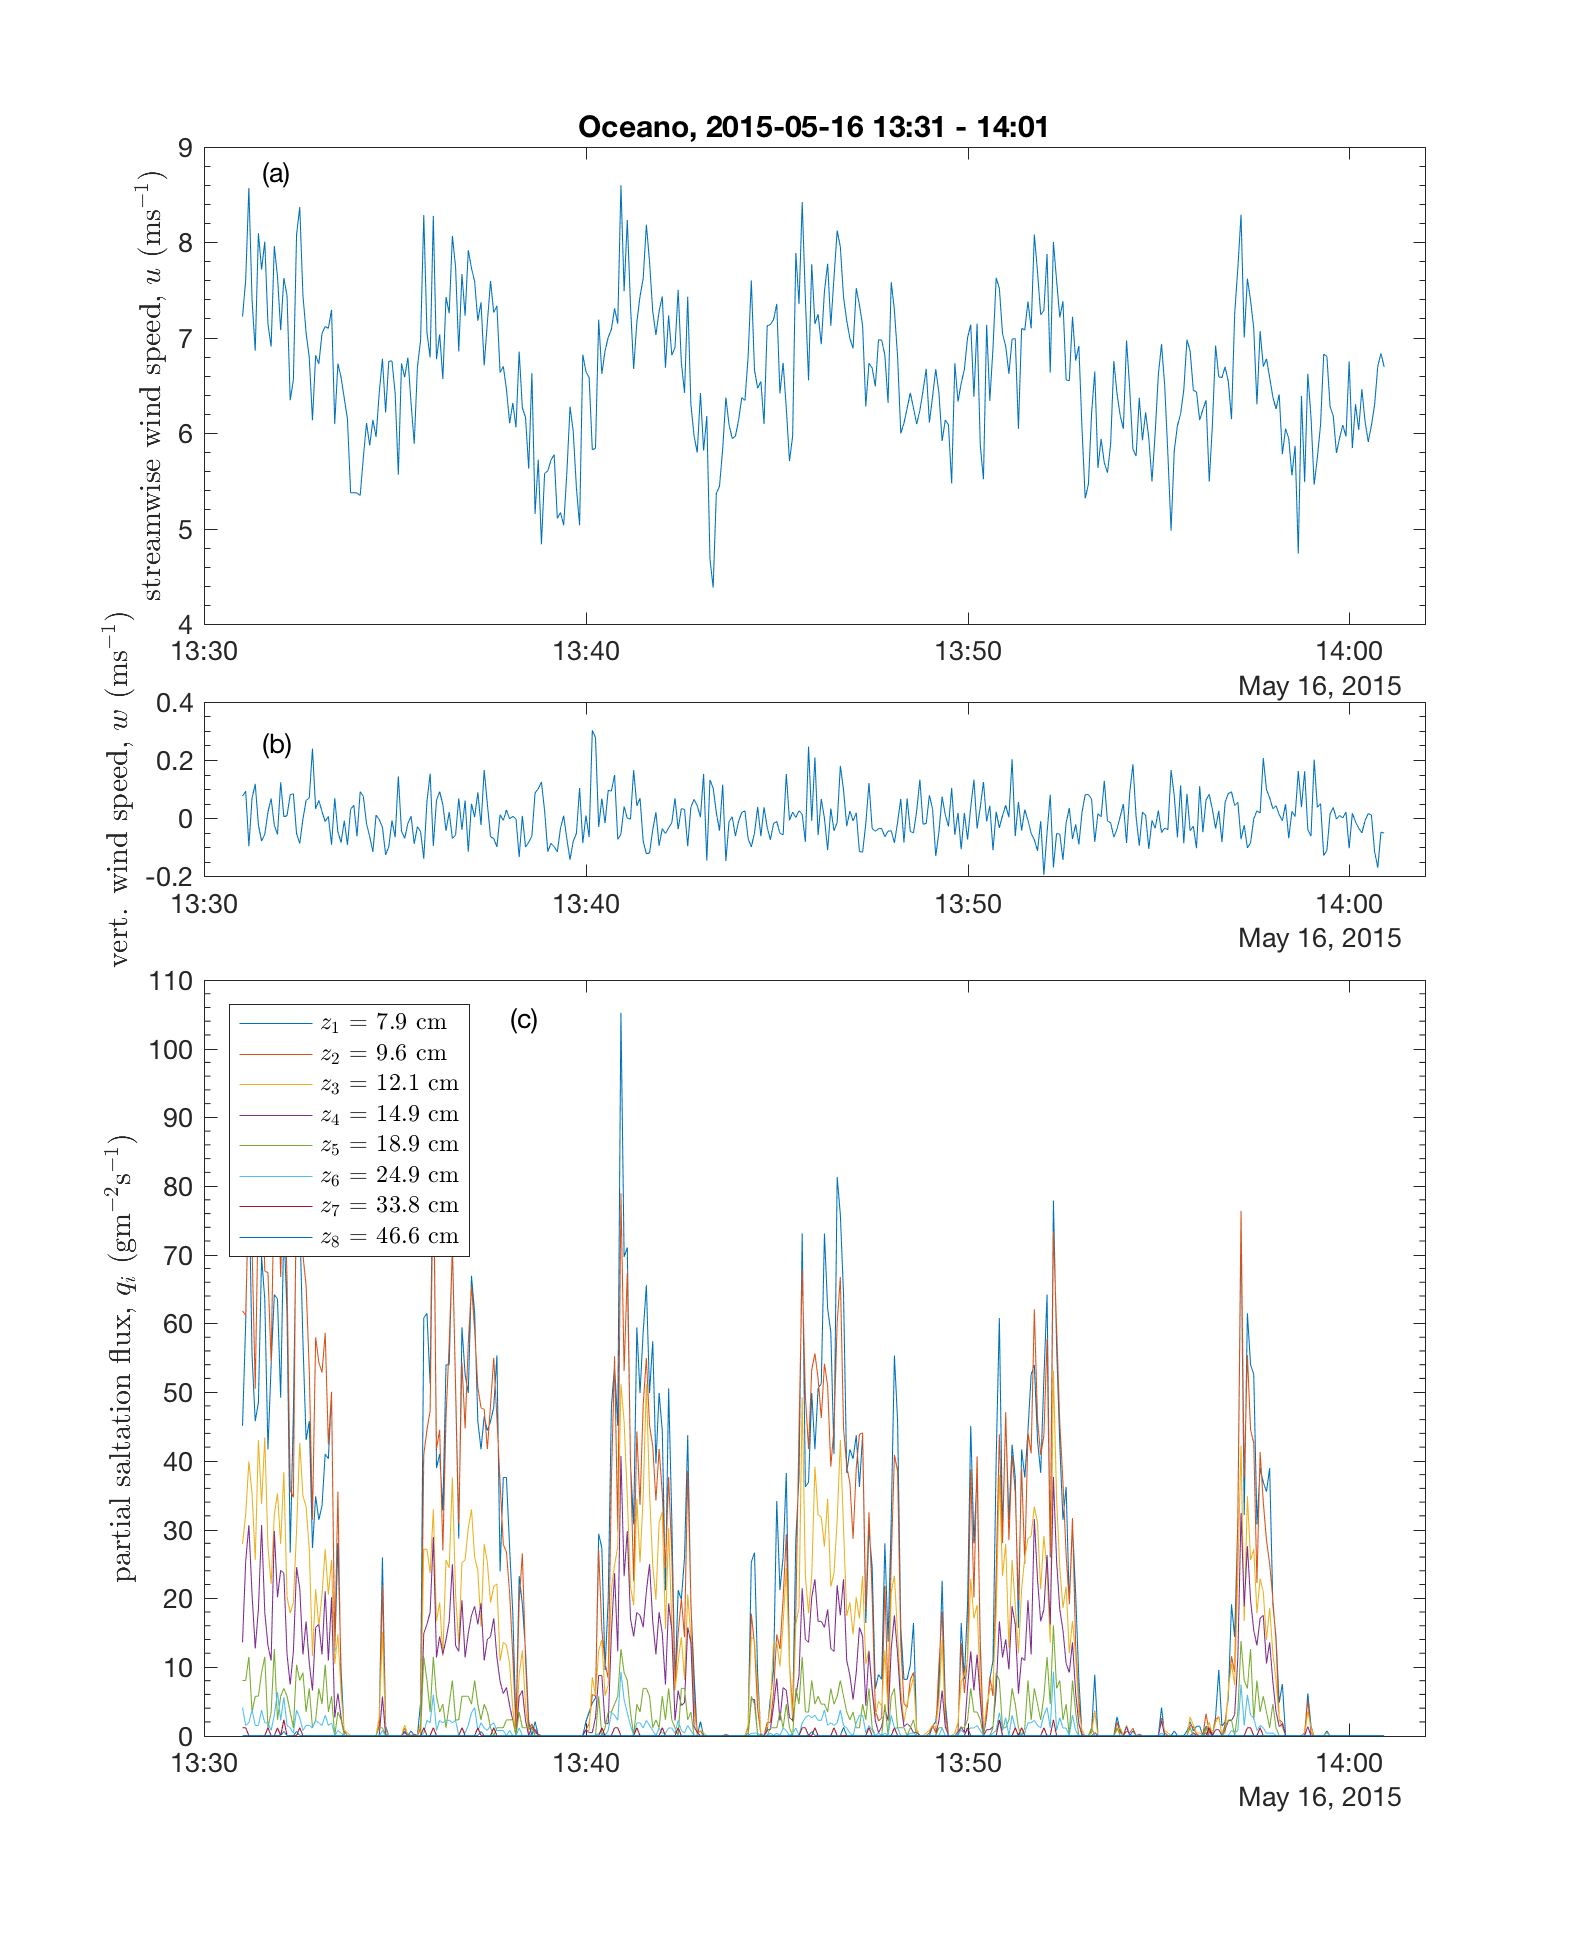 Oceano, 2015-05-16 13:31 - 14:01
(a)
streamwise wind speed, u (ms⁻¹)
9
8
7
6
5
4
13:30 13:40 13:50 14:00
May 16, 2015
(b)
vert. wind speed, w (ms⁻¹)
0.4
0.2
0
-0.2
13:30 13:40 13:50 14:00
May 16, 2015
(c)
partial saltation flux, qᵢ (gm⁻²s⁻¹)
110
100
90
80
70
60
50
40
30
20
10
0
z₁ = 7.9 cm
z₂ = 9.6 cm
z₃ = 12.1 cm
z₄ = 14.9 cm
z₅ = 18.9 cm
z₆ = 24.9 cm
z₇ = 33.8 cm
z₈ = 46.6 cm
13:30 13:40 13:50 14:00
May 16, 2015